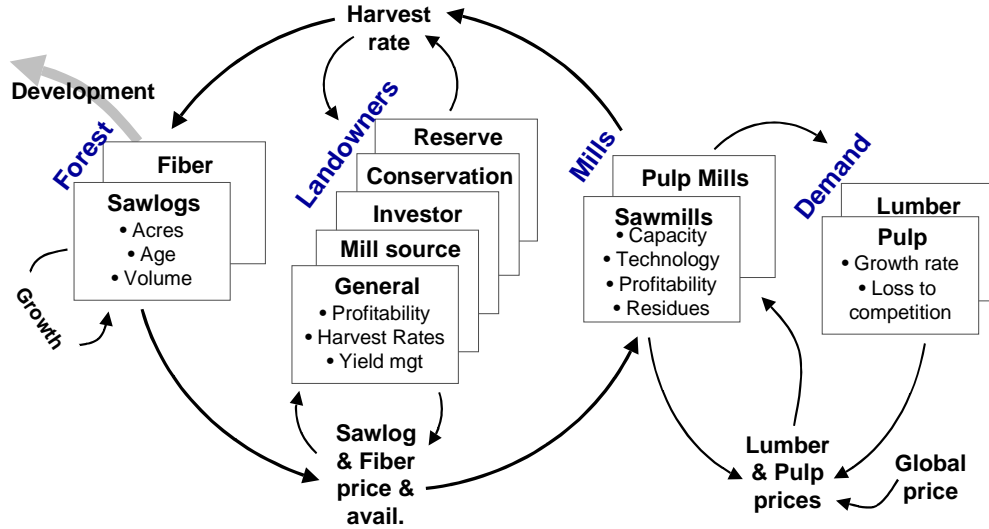 Harvest
rate
Development
Forest
Fiber
Sawlogs
• Acres
• Age
• Volume
Growth
Landowners
Reserve
Conservation
Investor
Mill source
General
• Profitability
• Harvest Rates
• Yield mgt
Sawlog
& Fiber
price &
avail.
Mills
Pulp Mills
Sawmills
• Capacity
• Technology
• Profitability
• Residues
Demand
Lumber
Pulp
• Growth rate
• Loss to
competition
Lumber
& Pulp
prices
Global
price